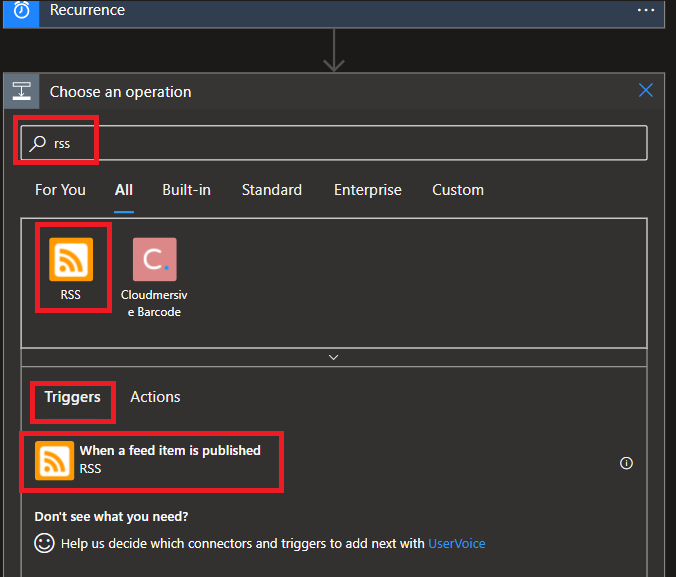 Recurrence
Choose an operation
rss
For You All Built-in Standard Enterprise Custom
RSS
Cloudmersiv
e Barcode
Triggers Actions
When a feed item is published
RSS
Don't see what you need?
Help us decide which connectors and triggers to add next with UserVoice